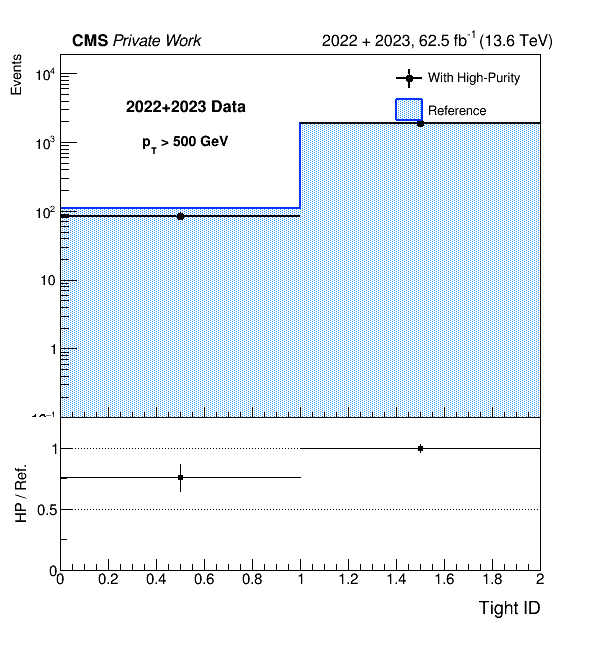 CMS Private Work 2022 + 2023, 62.5 fb⁻¹ (13.6 TeV)
Events
10⁴
With High-Purity
2022+2023 Data
Reference
10³
p_T > 500 GeV
10²
10
1
10⁻¹
HP / Ref.
1
0.5
0
0 0.2 0.4 0.6 0.8 1 1.2 1.4 1.6 1.8 2
Tight ID